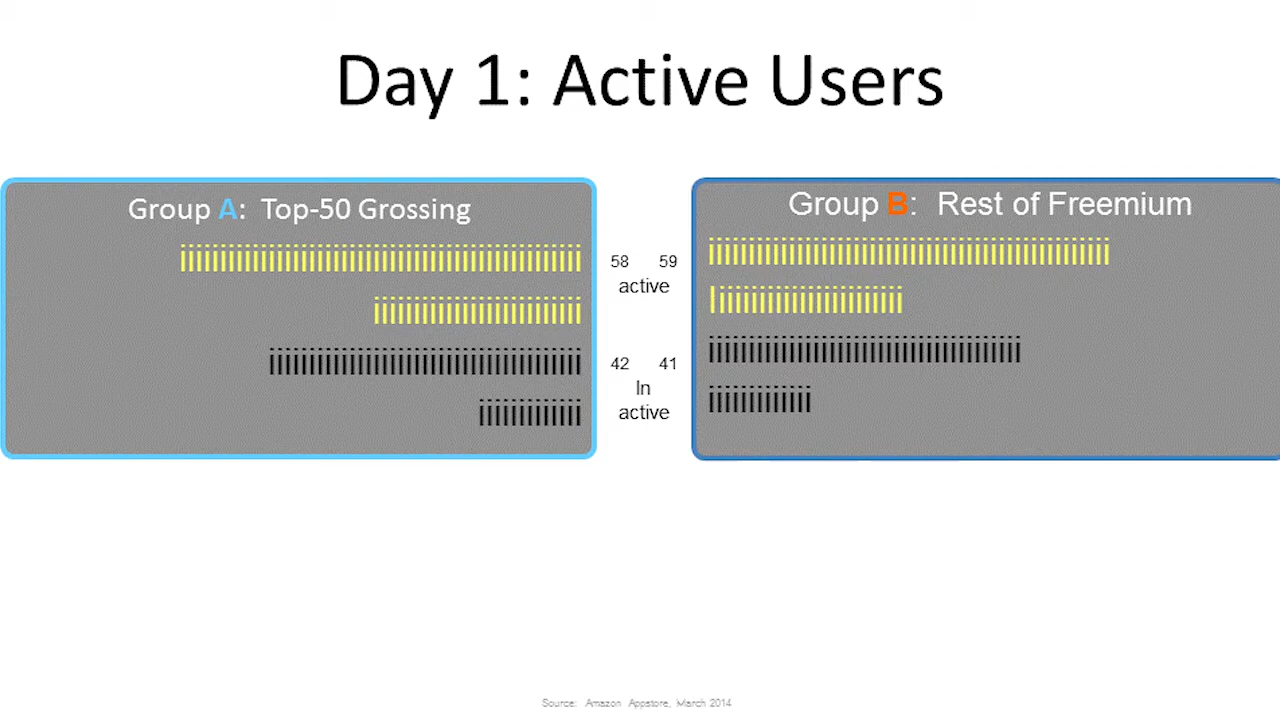 Day 1: Active Users
Group A: Top-50 Grossing
58 59
active
42 41
In
active
Group B: Rest of Freemium
Source: Amazon Appstore, March 2014